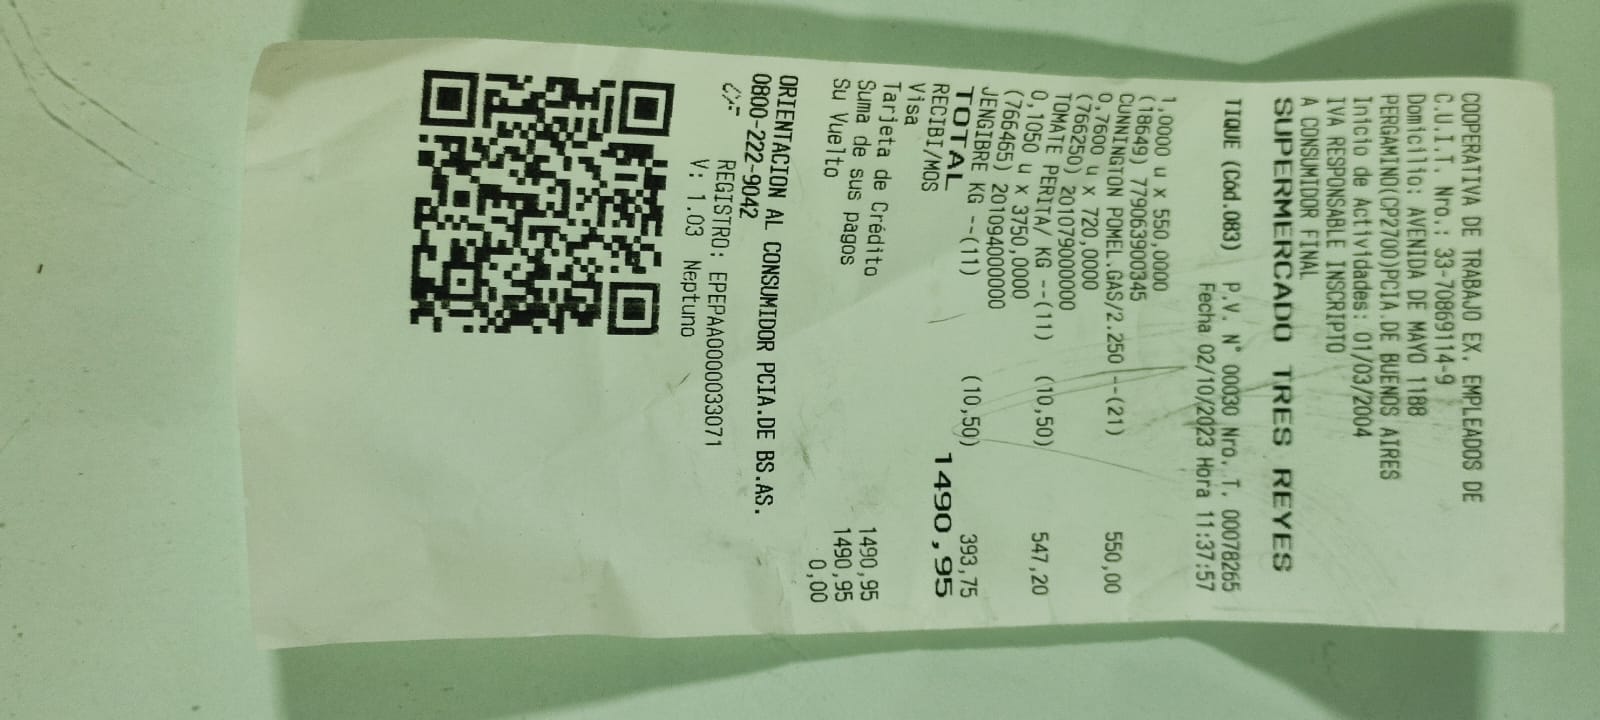 COOPERATIVA DE TRABAJO EX. EMPLEADOS DE
C.U.I.T. Nro.: 33-70869114-9
Domicilio: AVENIDA DE MAYO 1188
PERGAMINO(CP2700)PCIA.DE BUENOS AIRES
Inicio de Actividades: 01/03/2004
IVA RESPONSABLE INSCRIPTO
A CONSUMIDOR FINAL
SUPERMERCADO TRES REYES
TIQUE (Cód.083) P.V. N° 00030 Nro. T. 00078265
Fecha 02/10/2023 Hora 11:37:57
1,0000 u x 550,0000
(18649) 7790639900345
CUNNINGTON POMEL.GAS/2.250 --(21) 550,00
0,7600 u x 720,0000
(766250) 2010790000000
TOMATE PERITA/ KG --(11) (10,50) 547,20
0,1050 u x 3750,0000
(766465) 2010940000000
JENGIBRE KG --(11) (10,50) 393,75
TOTAL 1490,95
RECIBI/MOS
Visa
Tarjeta de Crédito 1490,95
Suma de sus pagos 1490,95
Su Vuelto 0,00
ORIENTACION AL CONSUMIDOR PCIA.DE BS.AS.
0800-222-9042
REGISTRO: EPEPAA0000033071
V: 1.03 Neptuno